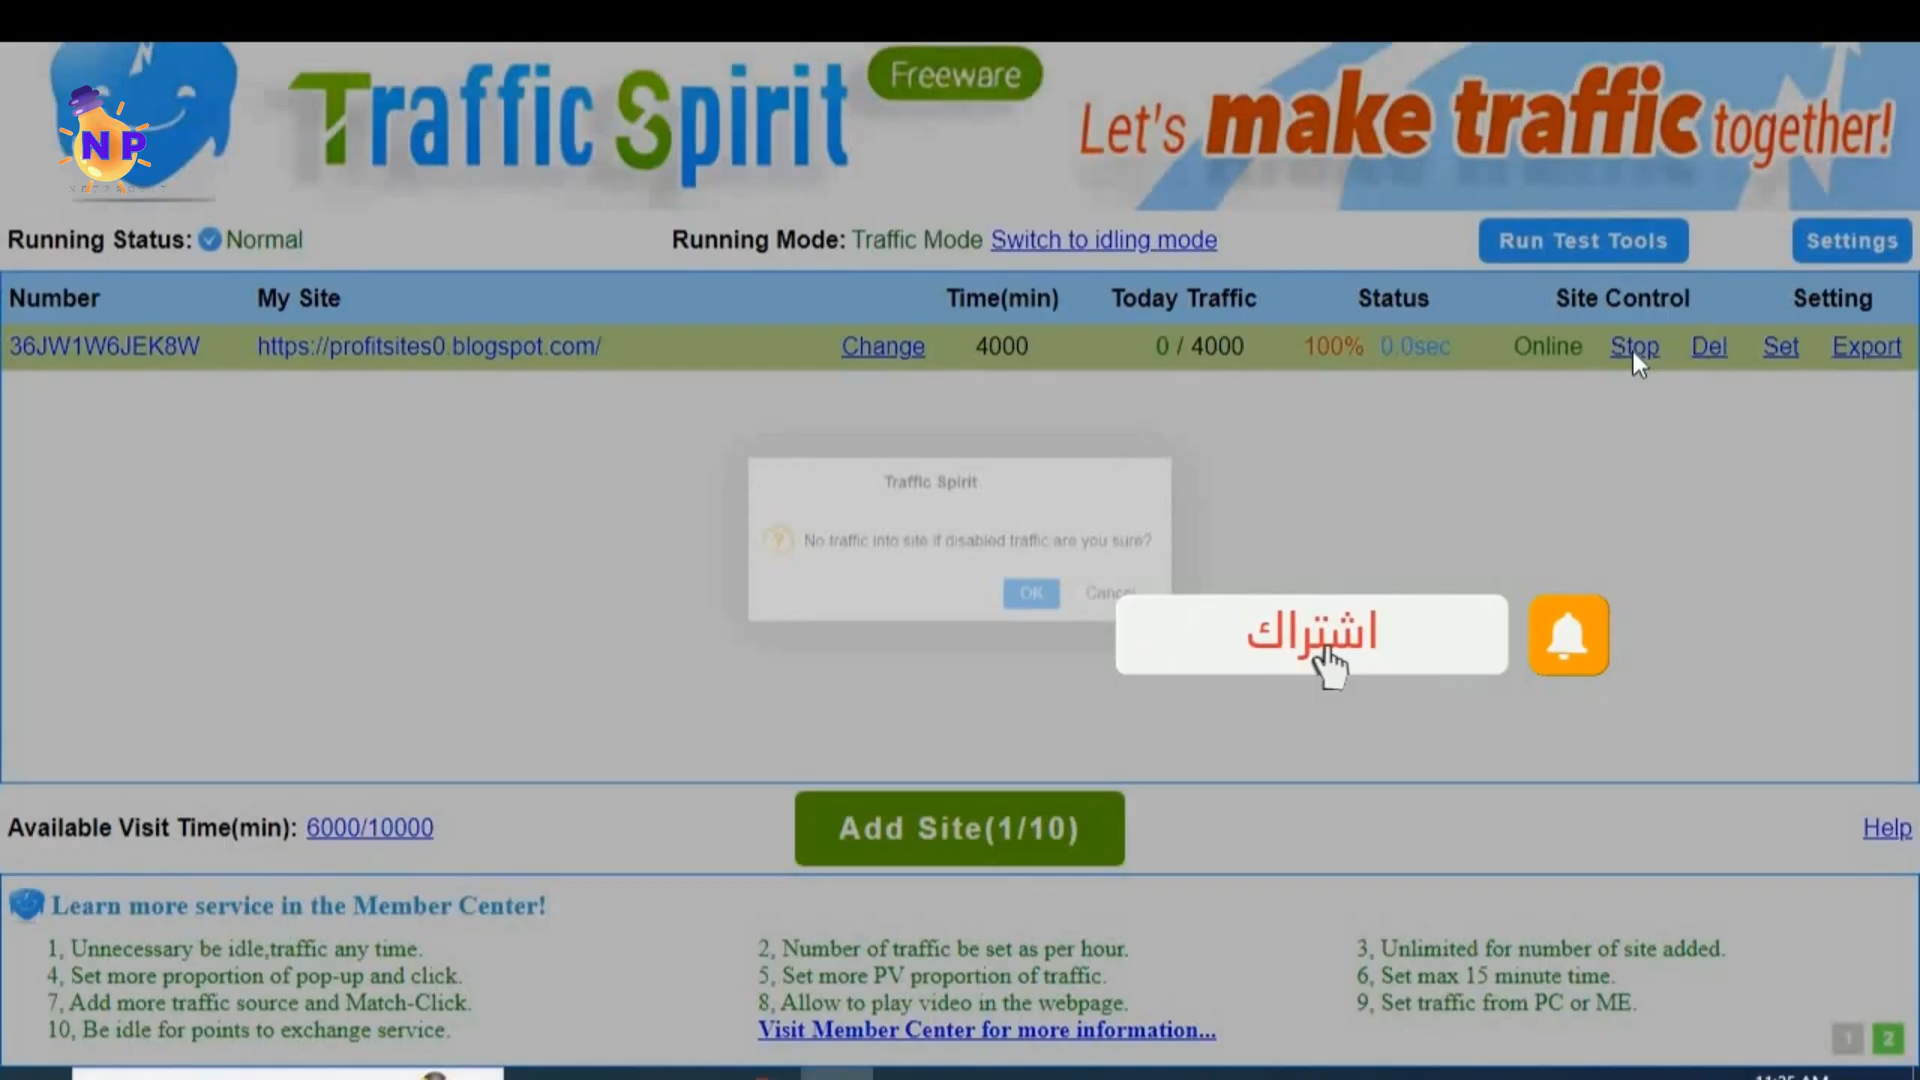 Traffic Spirit
Freeware
Let's make traffic together!
NP
Running Status: Normal
Running Mode: Traffic Mode Switch to idling mode
Run Test Tools
Settings
Number My Site Time(min) Today Traffic Status Site Control Setting
36JW1W6JEK8W https://profitsites0.blogspot.com/ Change 4000 0 / 4000 100% 0.0sec Online Stop Del Set Export
Traffic Spirit
No traffic into site if disabled traffic are you sure?
OK
اشتراك
Available Visit Time(min): 6000/10000
Add Site(1/10)
Help
Learn more service in the Member Center!
1, Unnecessary be idle,traffic any time.
2, Number of traffic be set as per hour.
3, Unlimited for number of site added.
4, Set more proportion of pop-up and click.
5, Set more PV proportion of traffic.
6, Set max 15 minute time.
7, Add more traffic source and Match-Click.
8, Allow to play video in the webpage.
9, Set traffic from PC or ME.
10, Be idle for points to exchange service.
Visit Member Center for more information...
1 2